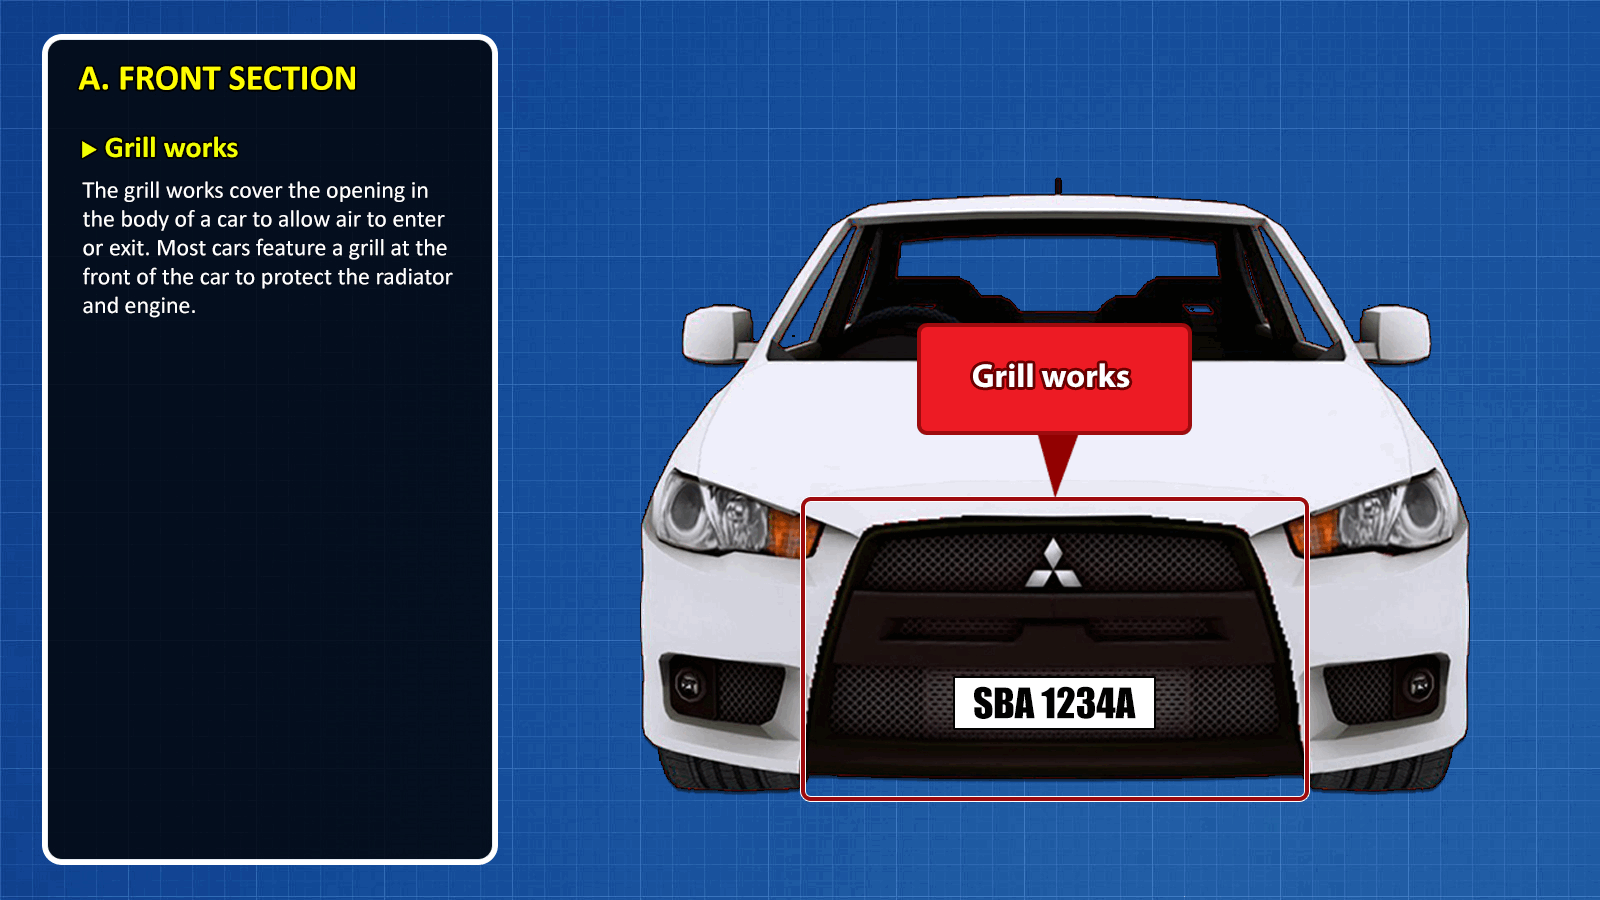 A. FRONT SECTION
Grill works
The grill works cover the opening in
the body of a car to allow air to enter
or exit. Most cars feature a grill at the
front of the car to protect the radiator
and engine.
Grill works
SBA 1234A